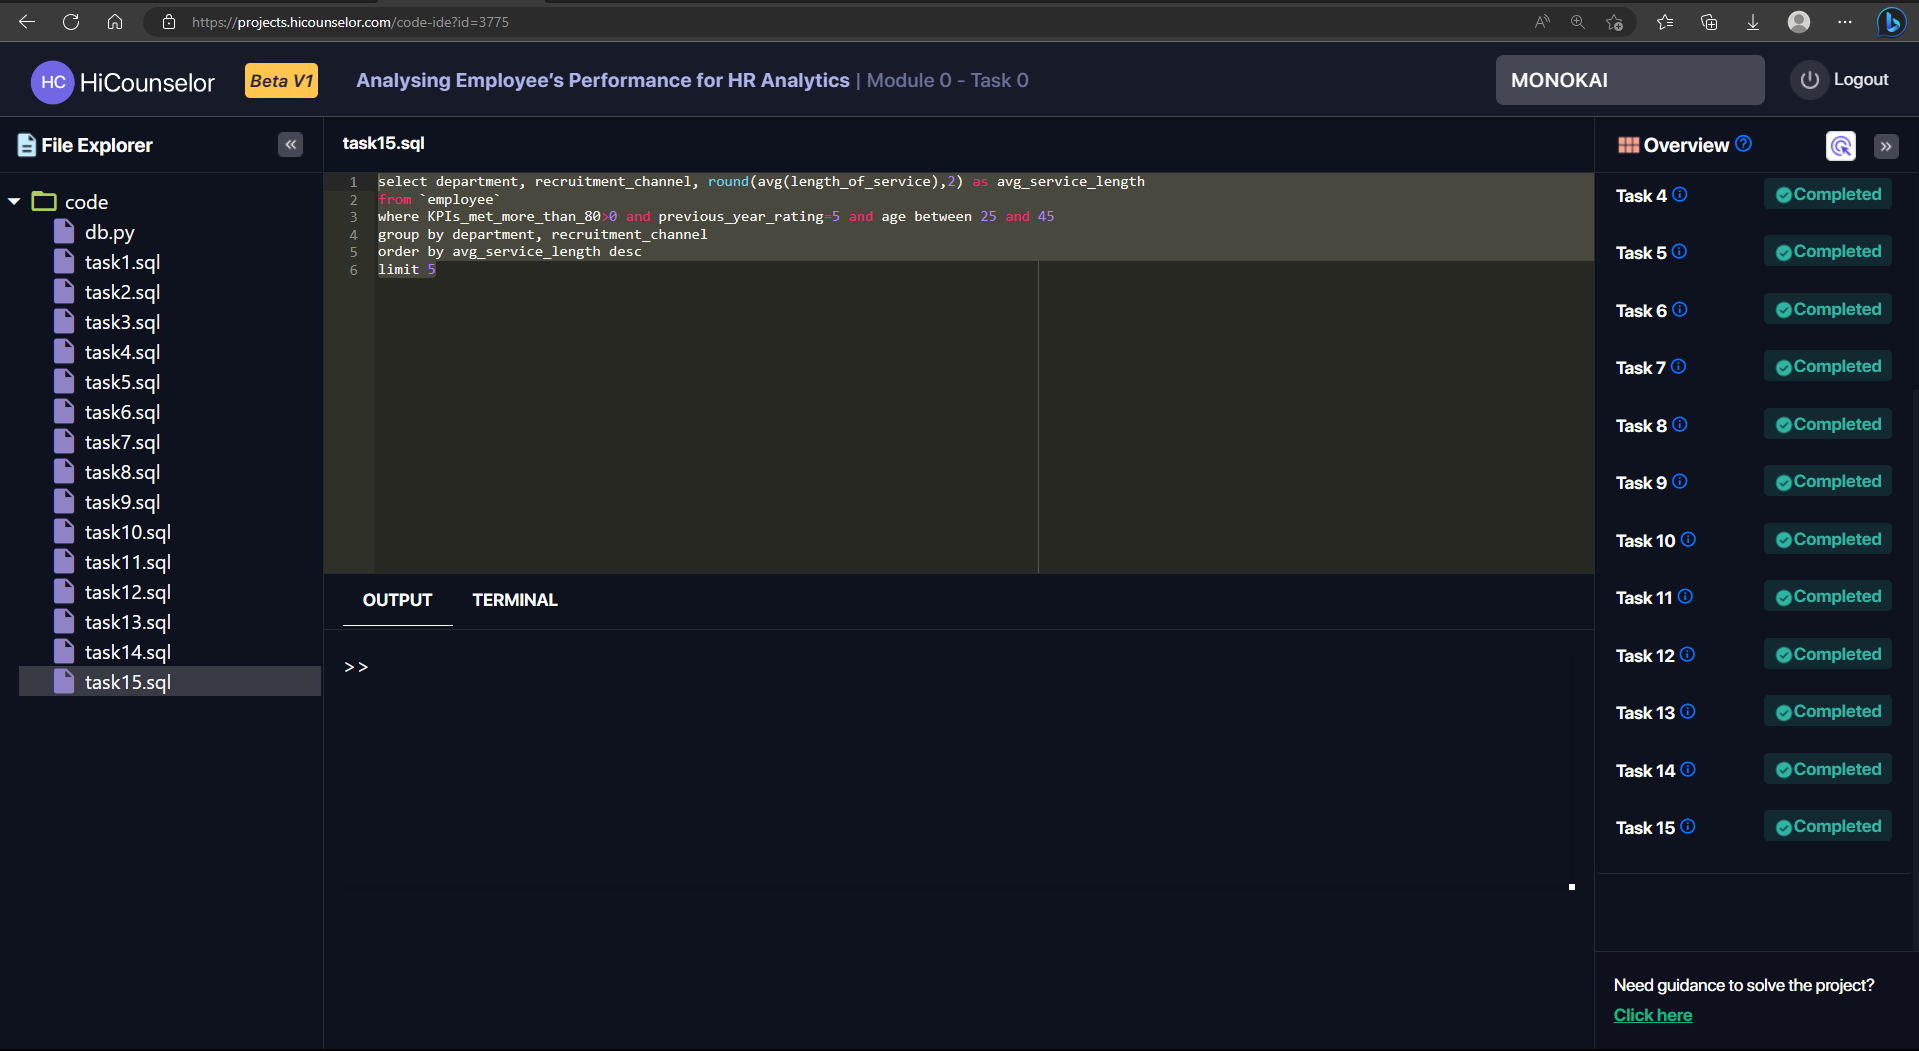 https://projects.hicounselor.com/code-ide?id=3775
HC HiCounselor
Beta V1
Analysing Employee’s Performance for HR Analytics | Module 0 - Task 0
MONOKAI
Logout
File Explorer
«
code
db.py
task1.sql
task2.sql
task3.sql
task4.sql
task5.sql
task6.sql
task7.sql
task8.sql
task9.sql
task10.sql
task11.sql
task12.sql
task13.sql
task14.sql
task15.sql
task15.sql
1 select department, recruitment_channel, round(avg(length_of_service),2) as avg_service_length
2 from `employee`
3 where KPIs_met_more_than_80>0 and previous_year_rating=5 and age between 25 and 45
4 group by department, recruitment_channel
5 order by avg_service_length desc
6 limit 5
OUTPUT
TERMINAL
>>
Overview ?
»
Task 4 Completed
Task 5 Completed
Task 6 Completed
Task 7 Completed
Task 8 Completed
Task 9 Completed
Task 10 Completed
Task 11 Completed
Task 12 Completed
Task 13 Completed
Task 14 Completed
Task 15 Completed
Need guidance to solve the project?
Click here